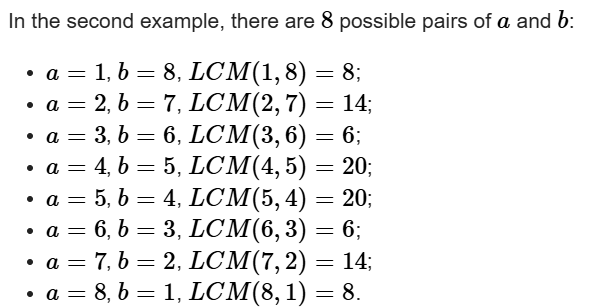 In the second example, there are 8 possible pairs of a and b:
• a = 1, b = 8, LCM(1, 8) = 8;
• a = 2, b = 7, LCM(2, 7) = 14;
• a = 3, b = 6, LCM(3, 6) = 6;
• a = 4, b = 5, LCM(4, 5) = 20;
• a = 5, b = 4, LCM(5, 4) = 20;
• a = 6, b = 3, LCM(6, 3) = 6;
• a = 7, b = 2, LCM(7, 2) = 14;
• a = 8, b = 1, LCM(8, 1) = 8.